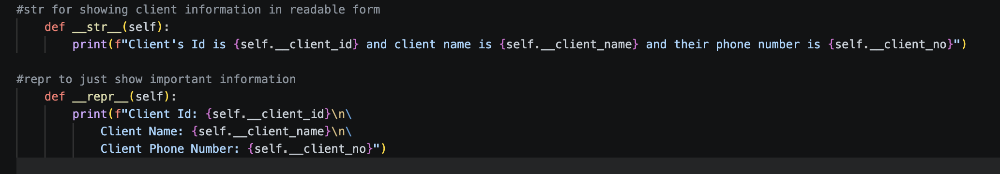 #str for showing client information in readable form
    def __str__(self):
        print(f"Client's Id is {self.__client_id} and client name is {self.__client_name} and their phone number is {self.__client_no}")
#repr to just show important information
    def __repr__(self):
        print(f"Client Id: {self.__client_id}\n\
            Client Name: {self.__client_name}\n\
            Client Phone Number: {self.__client_no}")